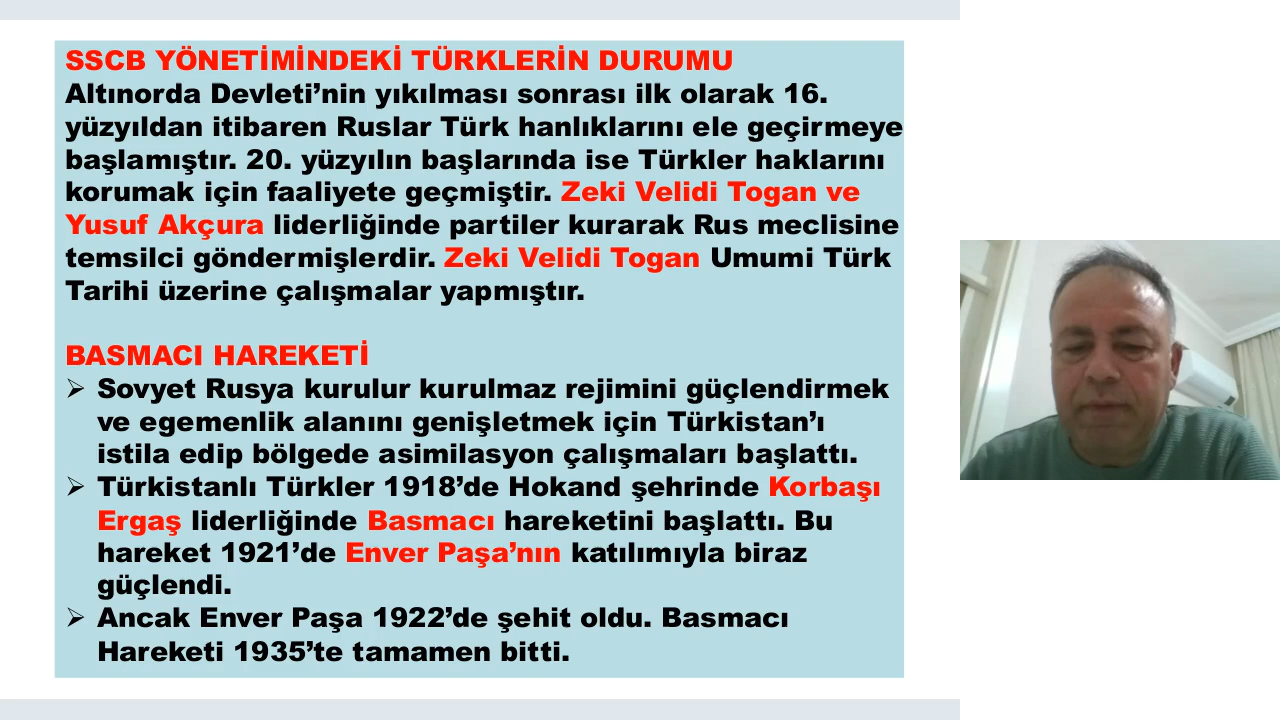 SSCB YÖNETİMİNDEKİ TÜRKLERİN DURUMU
Altınorda Devleti’nin yıkılması sonrası ilk olarak 16.
yüzyıldan itibaren Ruslar Türk hanlıklarını ele geçirmeye
başlamıştır. 20. yüzyılın başlarında ise Türkler haklarını
korumak için faaliyete geçmiştir. Zeki Velidi Togan ve
Yusuf Akçura liderliğinde partiler kurarak Rus meclisine
temsilci göndermişlerdir. Zeki Velidi Togan Umumi Türk
Tarihi üzerine çalışmalar yapmıştır.
BASMACI HAREKETİ
➢ Sovyet Rusya kurulur kurulmaz rejimini güçlendirmek
ve egemenlik alanını genişletmek için Türkistan’ı
istila edip bölgede asimilasyon çalışmaları başlattı.
➢ Türkistanlı Türkler 1918’de Hokand şehrinde Korbaşı
Ergaş liderliğinde Basmacı hareketini başlattı. Bu
hareket 1921’de Enver Paşa’nın katılımıyla biraz
güçlendi.
➢ Ancak Enver Paşa 1922’de şehit oldu. Basmacı
Hareketi 1935’te tamamen bitti.